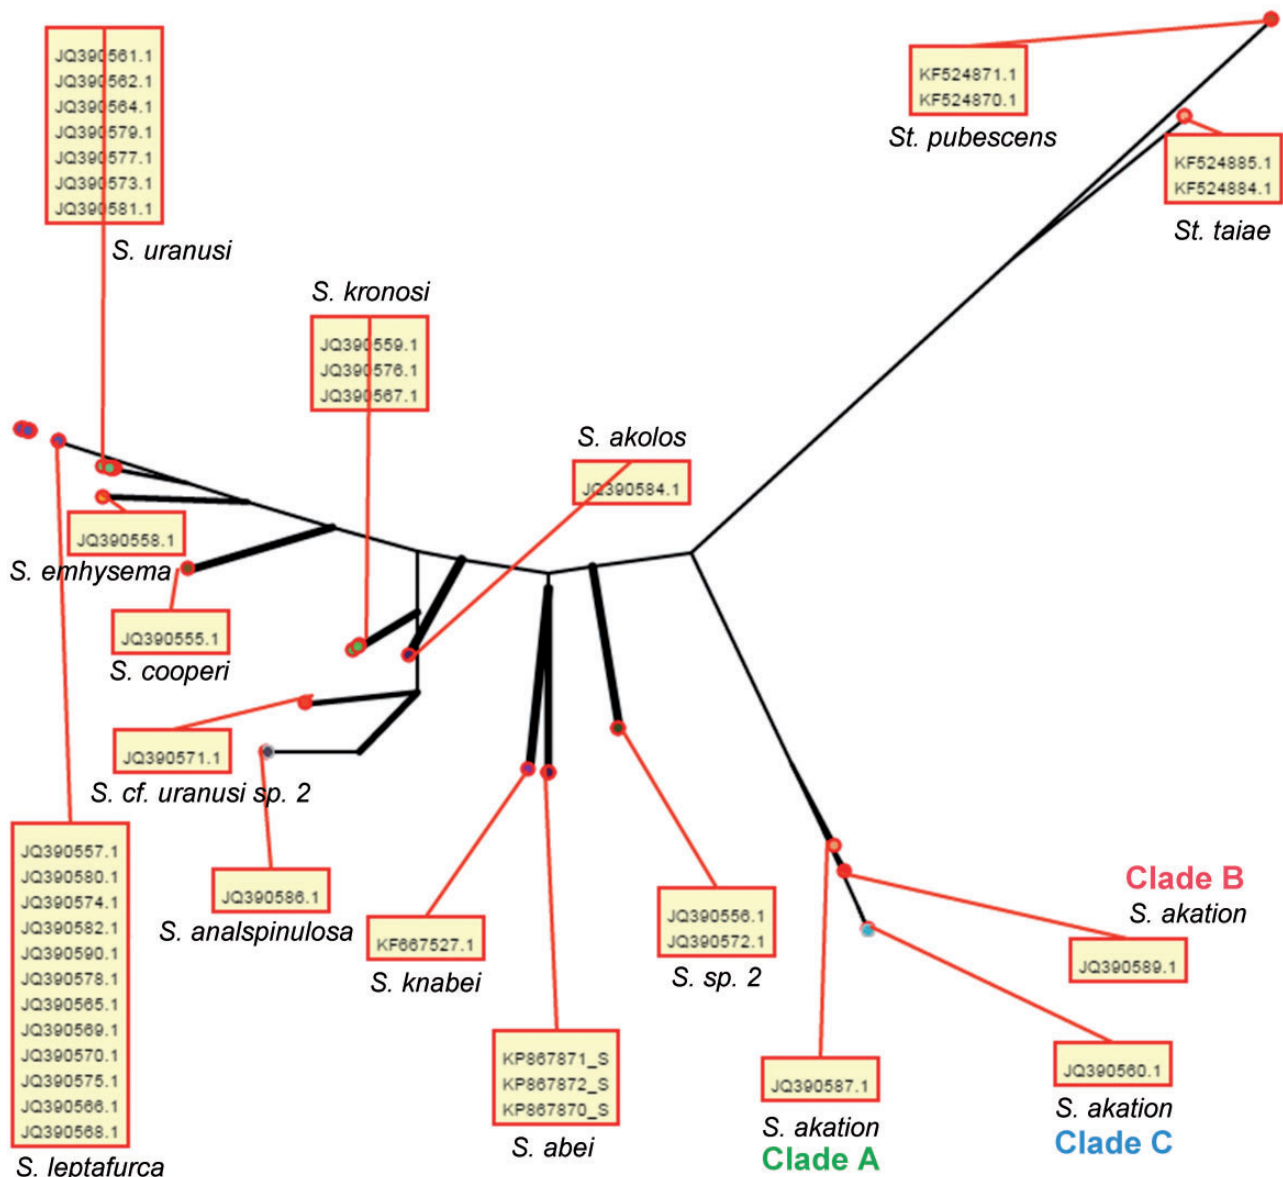 JQ390561.1
JQ390562.1
JQ390564.1
JQ390579.1
JQ390577.1
JQ390573.1
JQ390581.1
S. uranusi
KF524871.1
KF524870.1
St. pubescens
KF524885.1
KF524884.1
St. taiae
S. kronosi
JQ390559.1
JQ390576.1
JQ390567.1
S. akolos
JQ390584.1
JQ390558.1
S. emhysema
JQ390555.1
S. cooperi
JQ390571.1
S. cf. uranusi sp. 2
JQ390586.1
S. analspinulosa
KF667527.1
S. knabei
JQ390556.1
JQ390572.1
S. sp. 2
Clade B
S. akation
JQ390589.1
JQ390557.1
JQ390580.1
JQ390574.1
JQ390582.1
JQ390590.1
JQ390578.1
JQ390565.1
JQ390569.1
JQ390570.1
JQ390575.1
JQ390566.1
JQ390568.1
S. leptafurca
KP867871_S
KP867872_S
KP867870_S
S. abei
JQ390587.1
S. akation
Clade A
JQ390560.1
S. akation
Clade C